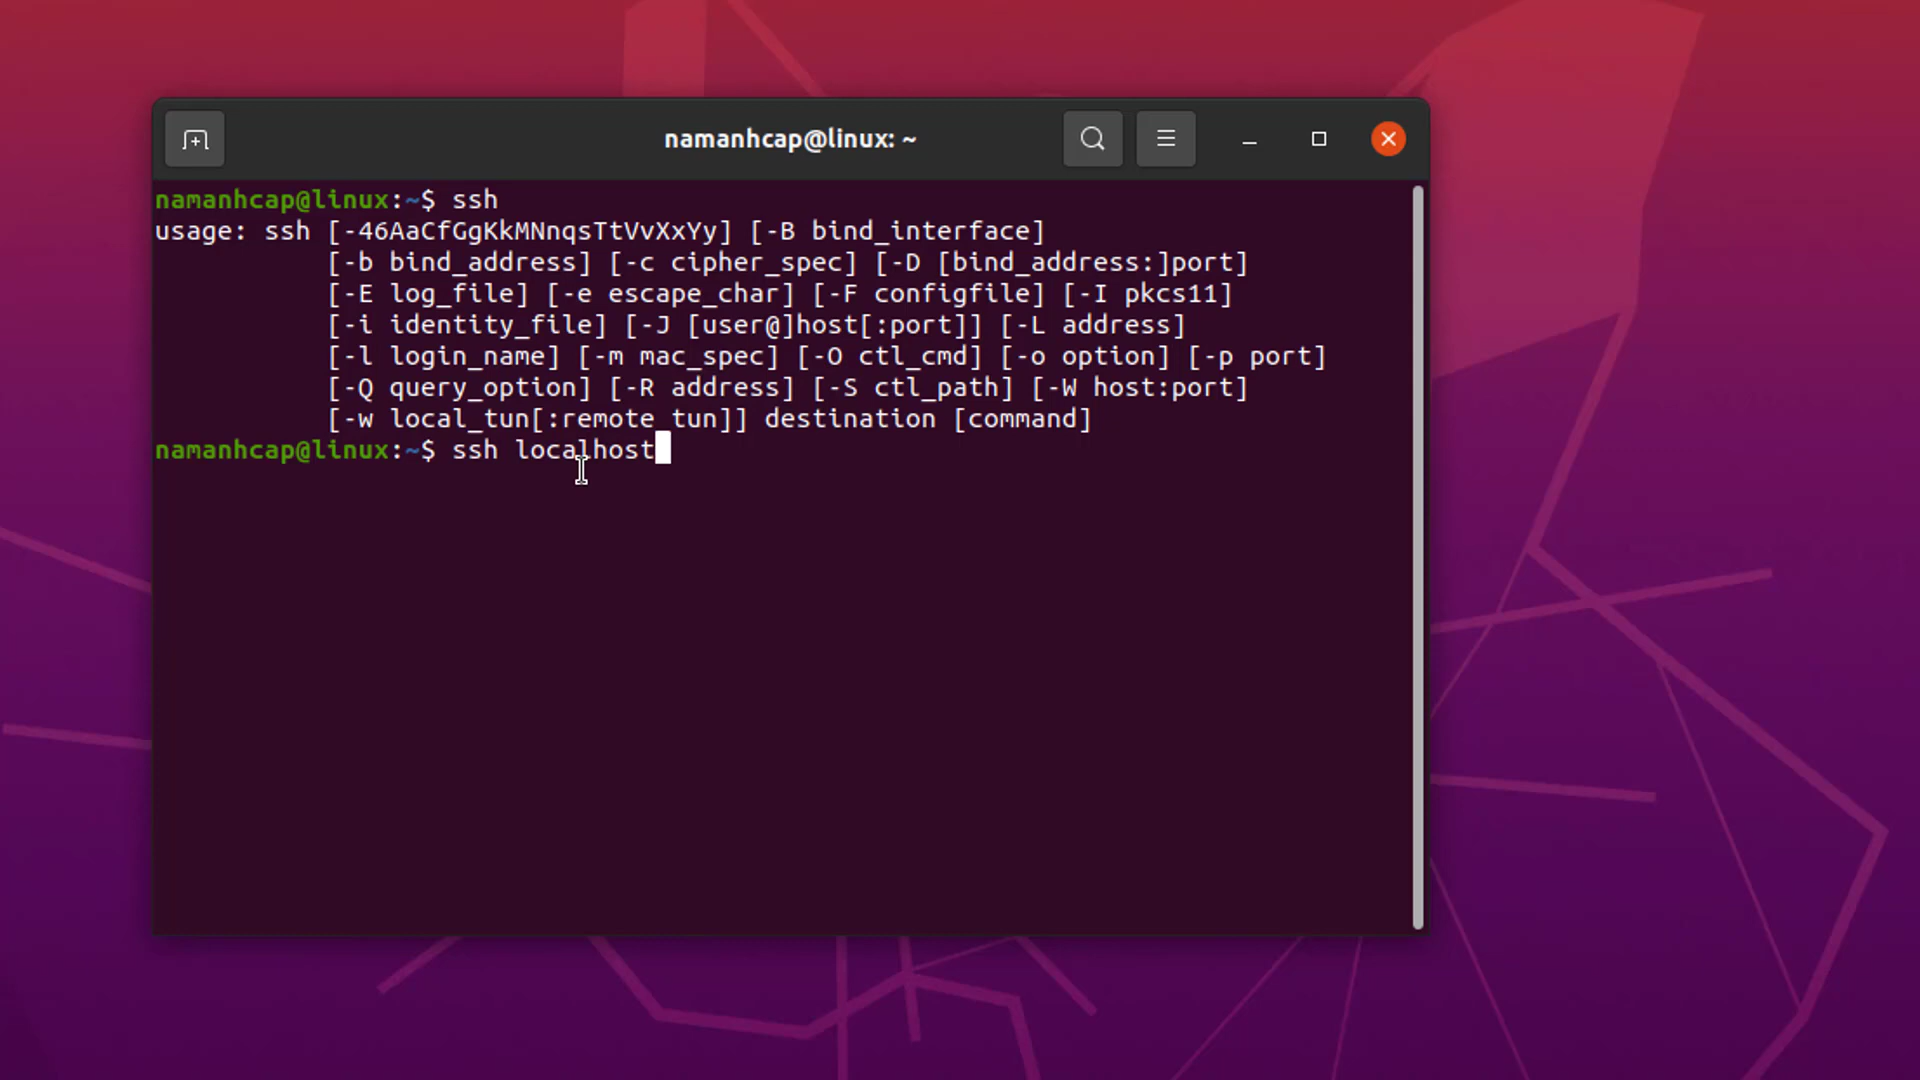 namanhcap@linux: ~
namanhcap@linux:~$ ssh
usage: ssh [-46AaCfGgKkMNnqsTtVvXxYy] [-B bind_interface]
[-b bind_address] [-c cipher_spec] [-D [bind_address:]port]
[-E log_file] [-e escape_char] [-F configfile] [-I pkcs11]
[-i identity_file] [-J [user@]host[:port]] [-L address]
[-l login_name] [-m mac_spec] [-O ctl_cmd] [-o option] [-p port]
[-Q query_option] [-R address] [-S ctl_path] [-W host:port]
[-w local_tun[:remote_tun]] destination [command]
namanhcap@linux:~$ ssh localhost